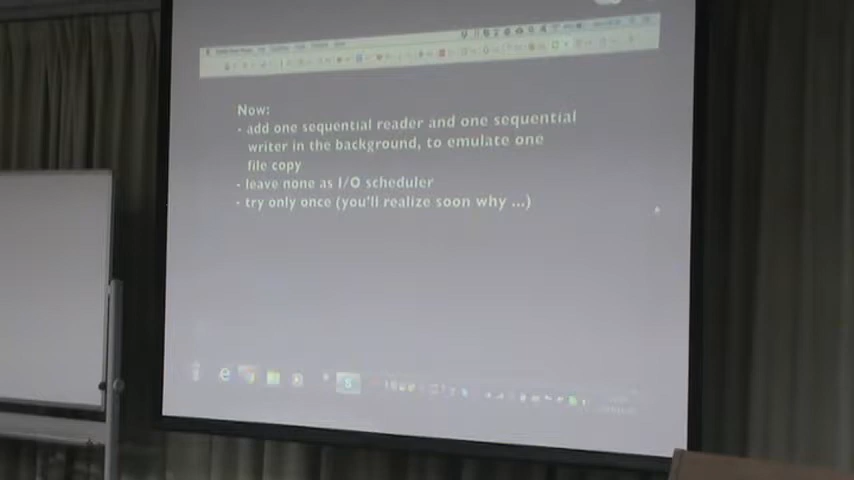 Now:
- add one sequential reader and one sequential
writer in the background, to emulate one
file copy
- leave none as I/O scheduler
- try only once (you'll realize soon why ...)